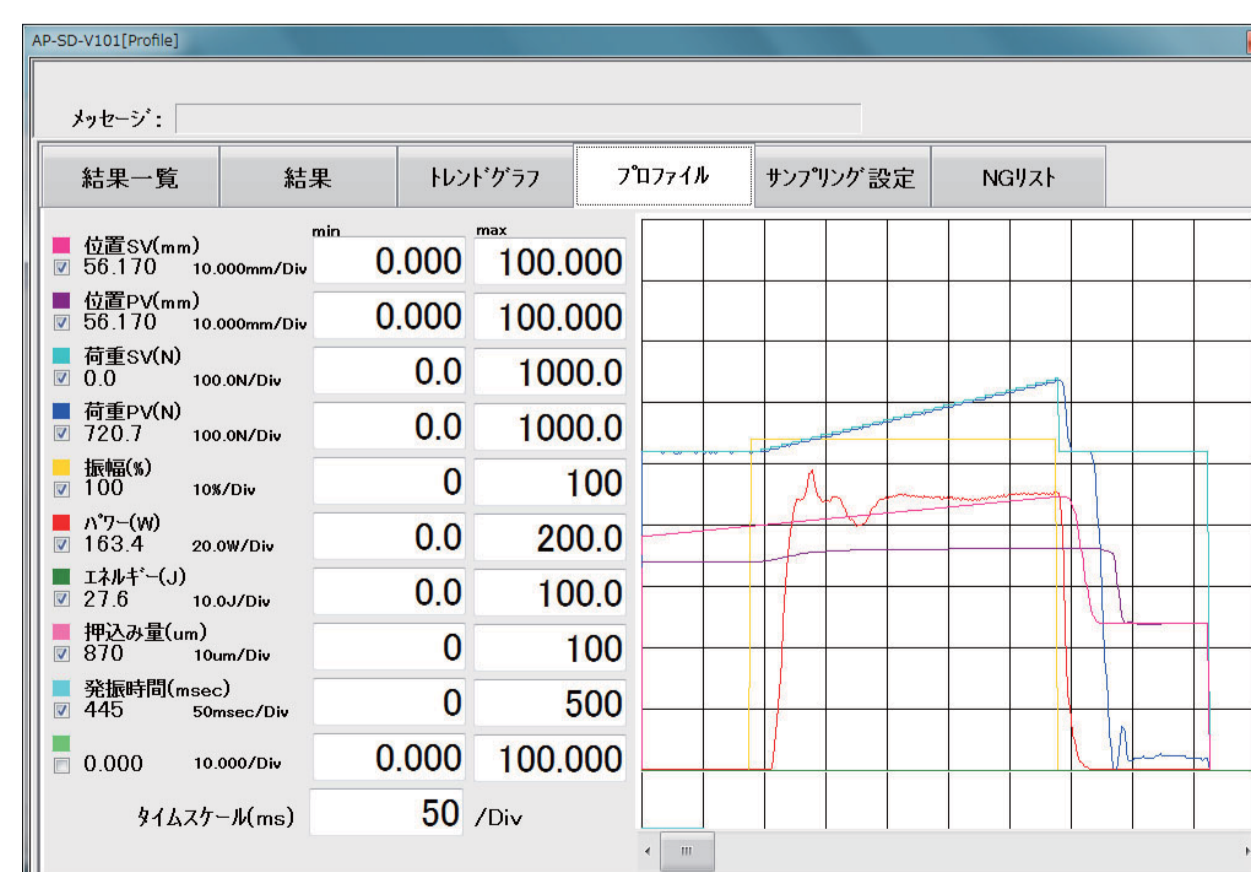 AP-SD-V101[Profile]
メッセージ:
結果一覧 結果 トレンドグラフ プロファイル サンプリング設定 NGリスト
min max
位置SV(mm)
56.170 10.000mm/Div 0.000 100.000
位置PV(mm)
56.170 10.000mm/Div 0.000 100.000
荷重SV(N)
0.0 100.0N/Div 0.0 1000.0
荷重PV(N)
720.7 100.0N/Div 0.0 1000.0
振幅(%)
100 10%/Div 0 100
パワー(W)
163.4 20.0W/Div 0.0 200.0
エネルギー(J)
27.6 10.0J/Div 0.0 100.0
押込み量(um)
870 10um/Div 0 100
発振時間(msec)
445 50msec/Div 0 500
0.000 10.000/Div 0.000 100.000
タイムスケール(ms) 50 /Div